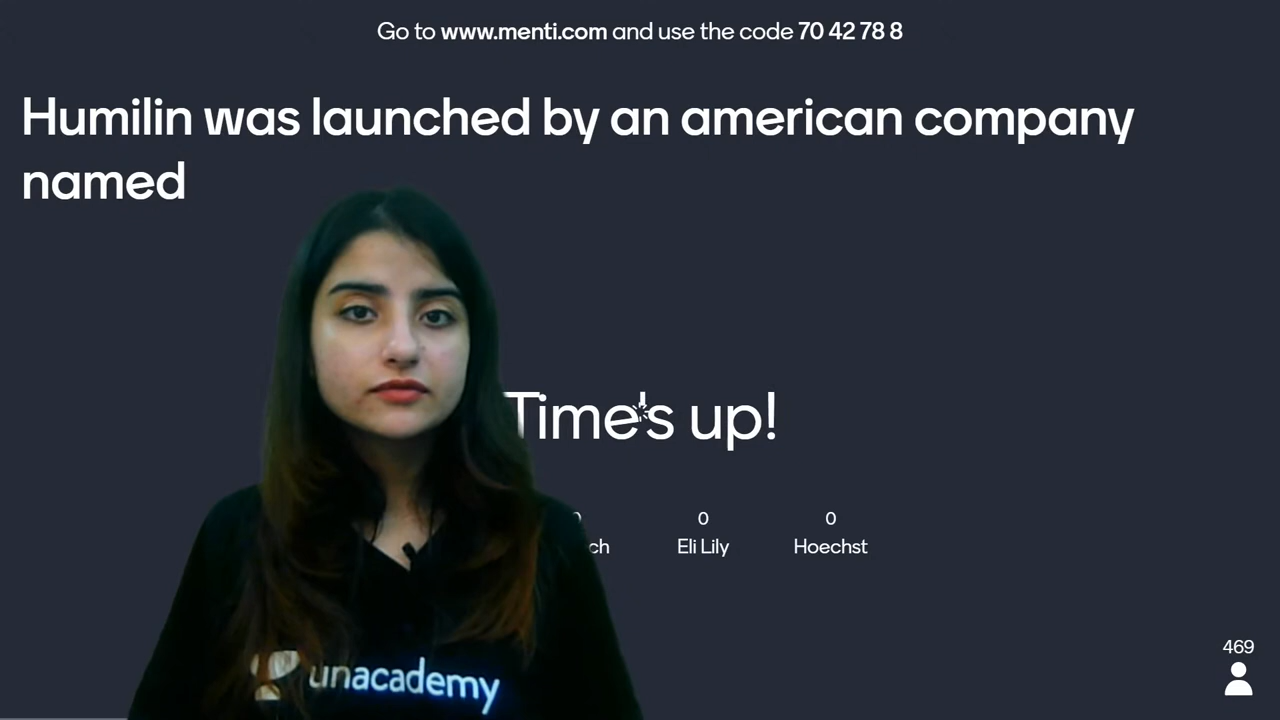 Go to www.menti.com and use the code 70 42 78 8
Humilin was launched by an american company
named
Time's up!
0 0
Eli Lily Hoechst
469
unacademy